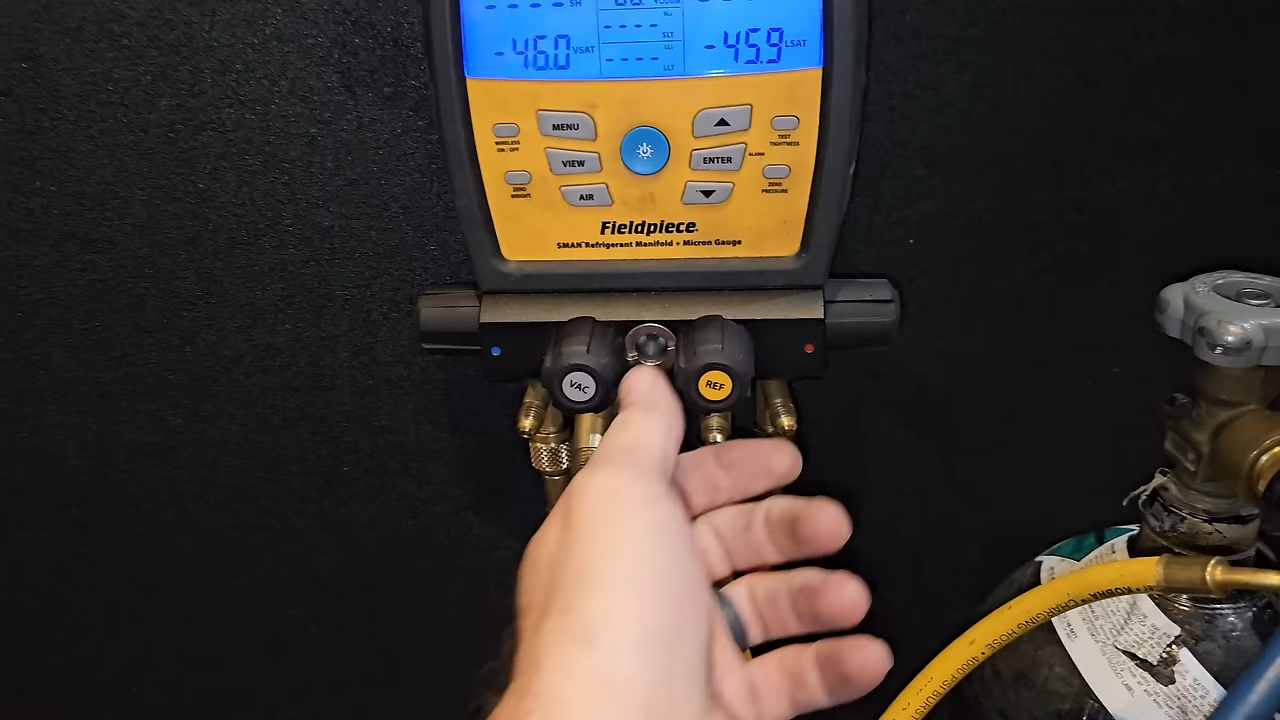 SH
SLT
-46.0 VSAT
-45.9 LSAT
LLT
MENU
WIRELESS
ON / OFF
VIEW
ZERO
WEIGHT
AIR
TEST
TIGHTNESS
ENTER
ALARM
ZERO
PRESSURE
Fieldpiece
SMAN Refrigerant Manifold + Micron Gauge
VAC
REF
KOBRA CHARGING HOSE • 4000 PSI BURST